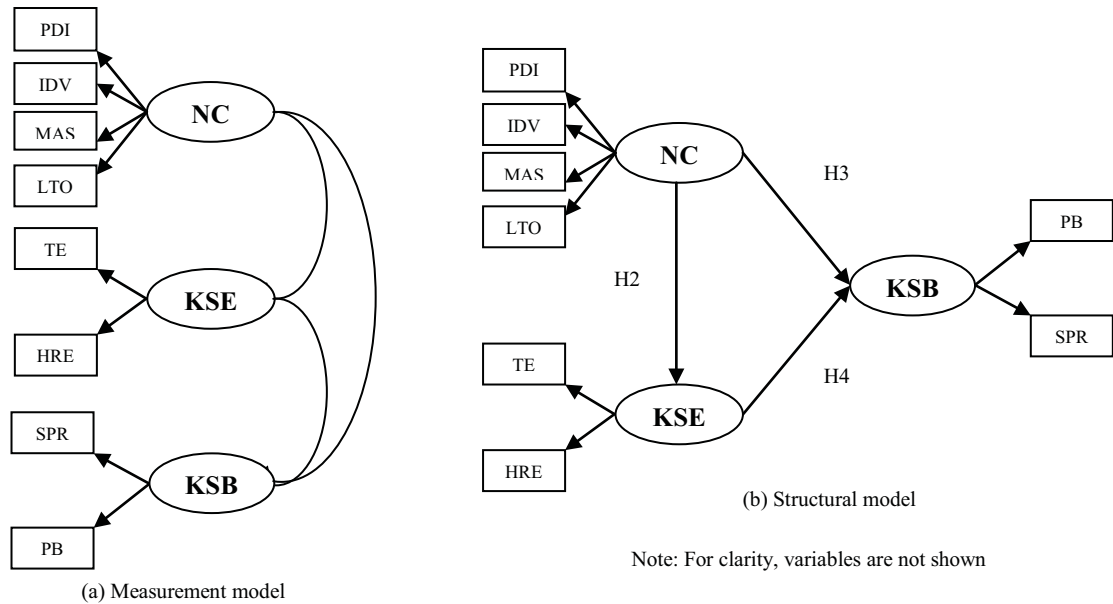 PDI
IDV
MAS
LTO
NC
TE
HRE
KSE
SPR
PB
KSB
(a) Measurement model
PDI
IDV
MAS
LTO
NC
H3
H2
PB
KSB
SPR
TE
HRE
KSE
H4
(b) Structural model
Note: For clarity, variables are not shown